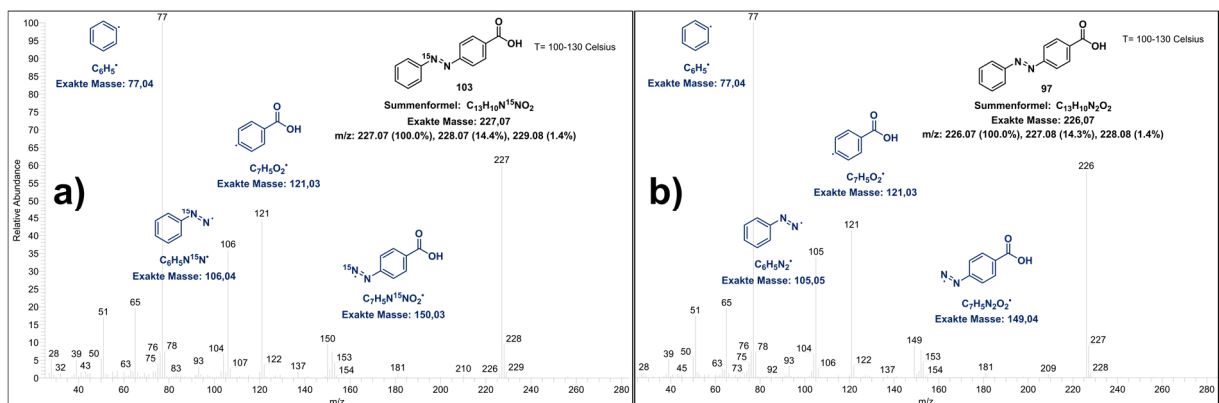 a)
Relative Abundance
100
95
90
85
80
75
70
65
60
55
50
45
40
35
30
25
20
15
10
5
0
77
C₆H₅•
Exakte Masse: 77,04
O
OH
¹⁵N
N
103
T= 100-130 Celsius
Summenformel: C₁₃H₁₀N¹⁵NO₂
Exakte Masse: 227,07
m/z: 227.07 (100.0%), 228.07 (14.4%), 229.08 (1.4%)
O
OH
C₇H₅O₂•
Exakte Masse: 121,03
227
121
¹⁵N
N
C₆H₅N¹⁵N•
Exakte Masse: 106,04
106
O
OH
¹⁵N
N
C₇H₅N¹⁵NO₂•
Exakte Masse: 150,03
28
32
39
43
50
51
63
65
75
76
78
83
93
104
107
122
137
150
153
154
181
210
226
228
229
40 60 80 100 120 140 160 180 200 220 240 260 280
m/z
b)
77
C₆H₅•
Exakte Masse: 77,04
O
OH
N
N
97
T= 100-130 Celsius
Summenformel: C₁₃H₁₀N₂O₂
Exakte Masse: 226,07
m/z: 226.07 (100.0%), 227.08 (14.3%), 228.08 (1.4%)
O
OH
C₇H₅O₂•
Exakte Masse: 121,03
226
121
N
N
C₆H₅N₂•
Exakte Masse: 105,05
105
O
OH
N
N
C₇H₅N₂O₂•
Exakte Masse: 149,04
28
39
45
50
51
63
65
73
75
76
78
92
93
104
106
122
137
149
153
154
181
209
227
228
40 60 80 100 120 140 160 180 200 220 240 260 280
m/z